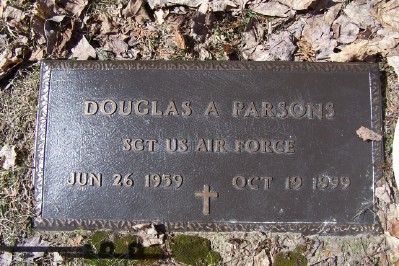 DOUGLAS A PARSONS
SGT US AIR FORCE
JUN 26 1959 OCT 19 1999